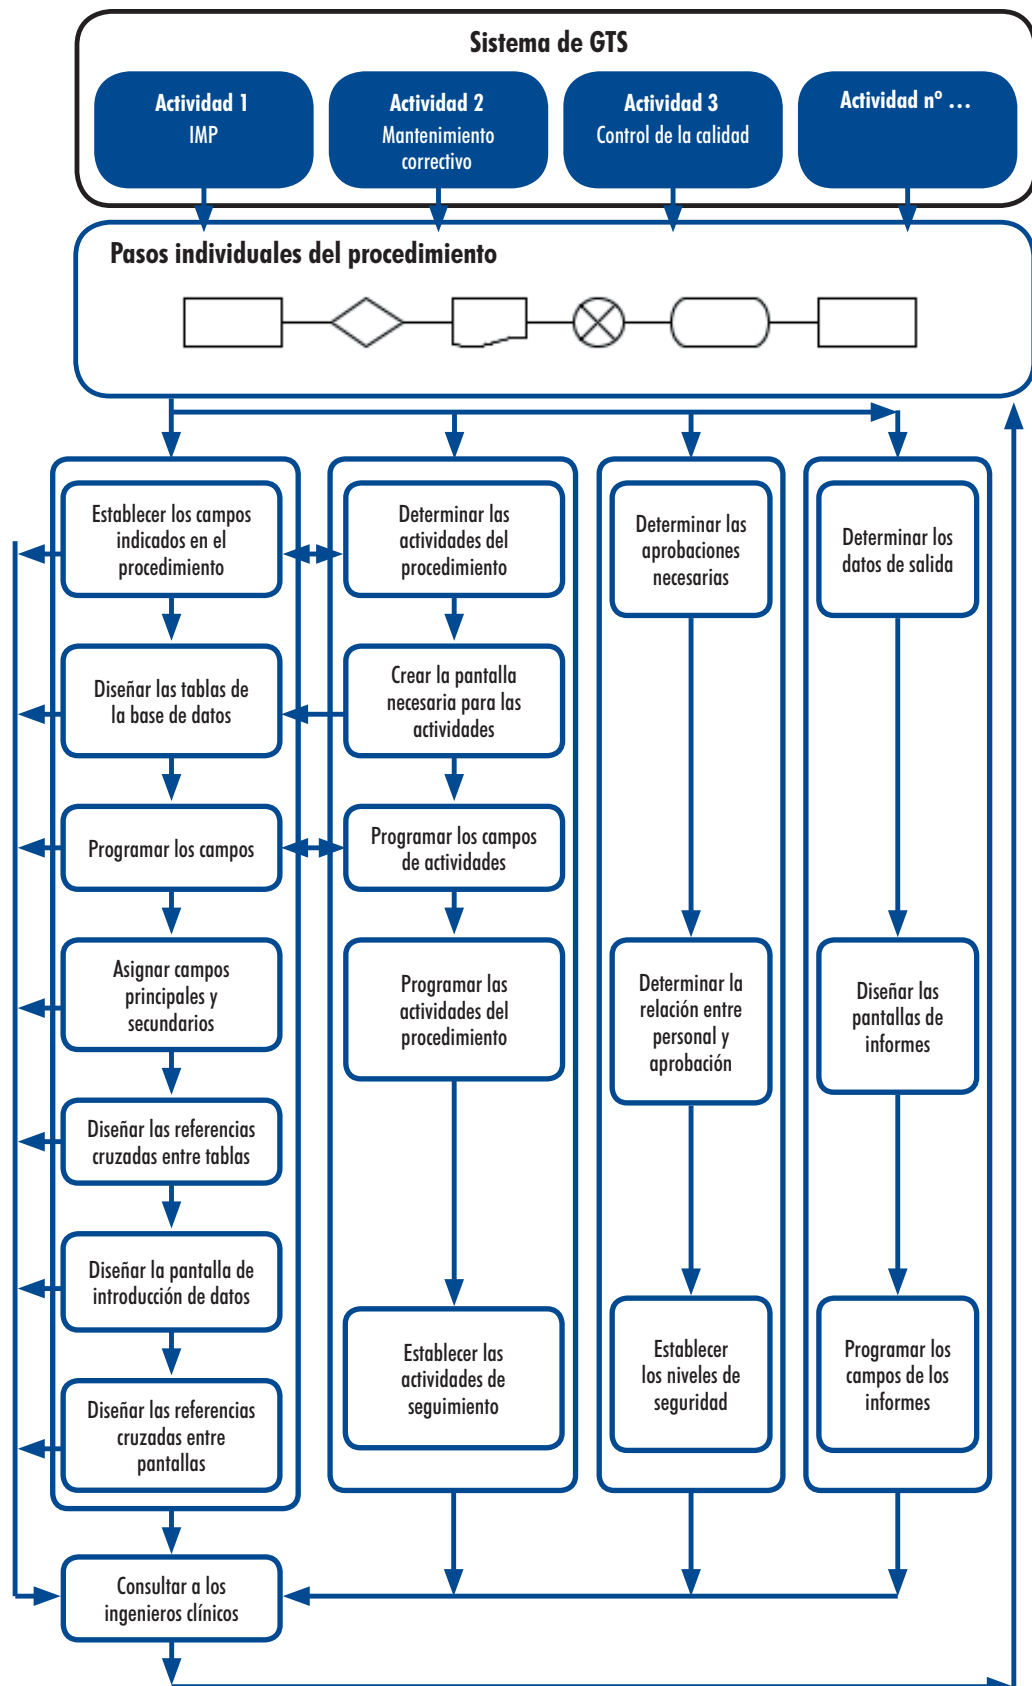 Sistema de GTS
Actividad 1
IMP
Actividad 2
Mantenimiento
correctivo
Actividad 3
Control de la calidad
Actividad nº ...
Pasos individuales del procedimiento
Establecer los campos
indicados en el
procedimiento
Diseñar las tablas de
la base de datos
Programar los campos
Asignar campos
principales y
secundarios
Diseñar las referencias
cruzadas entre tablas
Diseñar la pantalla de
introducción de datos
Diseñar las referencias
cruzadas entre
pantallas
Determinar las
actividades del
procedimiento
Crear la pantalla
necesaria para las
actividades
Programar los campos
de actividades
Programar las
actividades del
procedimiento
Establecer las
actividades de
seguimiento
Determinar las
aprobaciones
necesarias
Determinar la
relación entre
personal y
aprobación
Establecer
los niveles de
seguridad
Determinar los
datos de salida
Diseñar las
pantallas de
informes
Programar los
campos de los
informes
Consultar a los
ingenieros clínicos